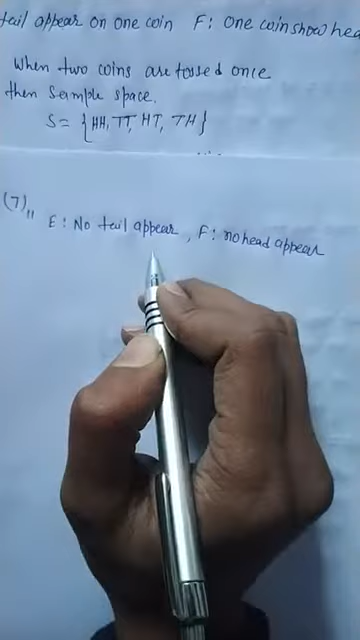 tail appear on one coin F: One coin show hea
When two coins are tossed once
then sample space.
S = {HH, TT, HT, TH}
(7) E: No tail appear, F: no head appear